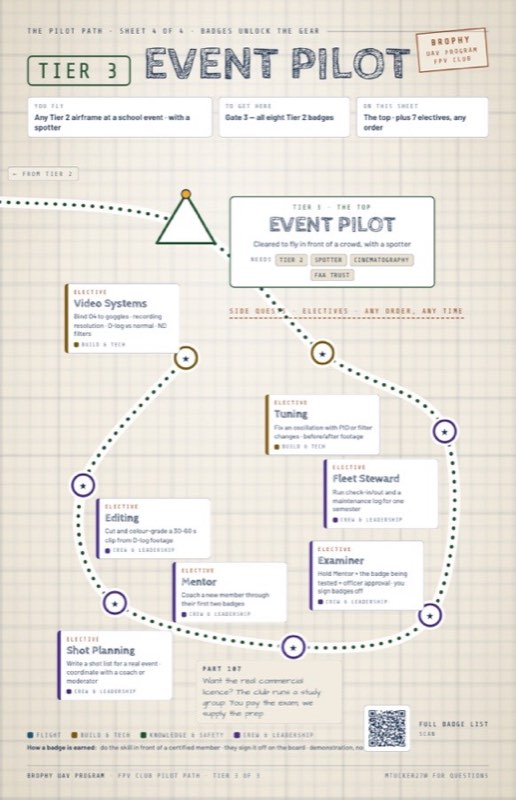 THE PILOT PATH · SHEET 4 OF 4 · BADGES UNLOCK THE GEAR
BROPHY
UAV PROGRAM
FPV CLUB
TIER 3
EVENT PILOT
YOU FLY
Any Tier 2 airframe at a school event · with a
spotter
TO GET HERE
Gate 3 — all eight Tier 2 badges
ON THIS SHEET
The top · plus 7 electives, any
order
← FROM TIER 2
TIER 3 · THE TOP
EVENT PILOT
Cleared to fly in front of a crowd, with a spotter
NEEDS TIER 2 SPOTTER CINEMATOGRAPHY
FAA TRUST
SIDE QUESTS · ELECTIVES · ANY ORDER, ANY TIME
ELECTIVE
Video Systems
Bind O4 to goggles · recording
resolution · D-log vs normal · ND
filters
BUILD & TECH
ELECTIVE
Tuning
Fix an oscillation with PID or filter
changes · before/after footage
BUILD & TECH
ELECTIVE
Fleet Steward
Run check-in/out and a
maintenance log for one
semester
CREW & LEADERSHIP
ELECTIVE
Editing
Cut and colour-grade a 30-60 s
clip from D-log footage
CREW & LEADERSHIP
ELECTIVE
Examiner
Hold Mentor + the badge being
tested + officer approval · you
sign badges off
CREW & LEADERSHIP
ELECTIVE
Mentor
Coach a new member through
their first two badges
CREW & LEADERSHIP
ELECTIVE
Shot Planning
Write a shot list for a real event ·
coordinate with a coach or
moderator
CREW & LEADERSHIP
PART 107
Want the real commercial
licence? The club runs a study
group. You pay the exam, we
supply the prep.
FULL BADGE LIST
SCAN
FLIGHT BUILD & TECH KNOWLEDGE & SAFETY CREW & LEADERSHIP
How a badge is earned: do the skill in front of a certified member · they sign it off on the board · demonstration, no
BROPHY UAV PROGRAM · FPV CLUB PILOT PATH · TIER 3 OF 3
FOR QUESTIONS